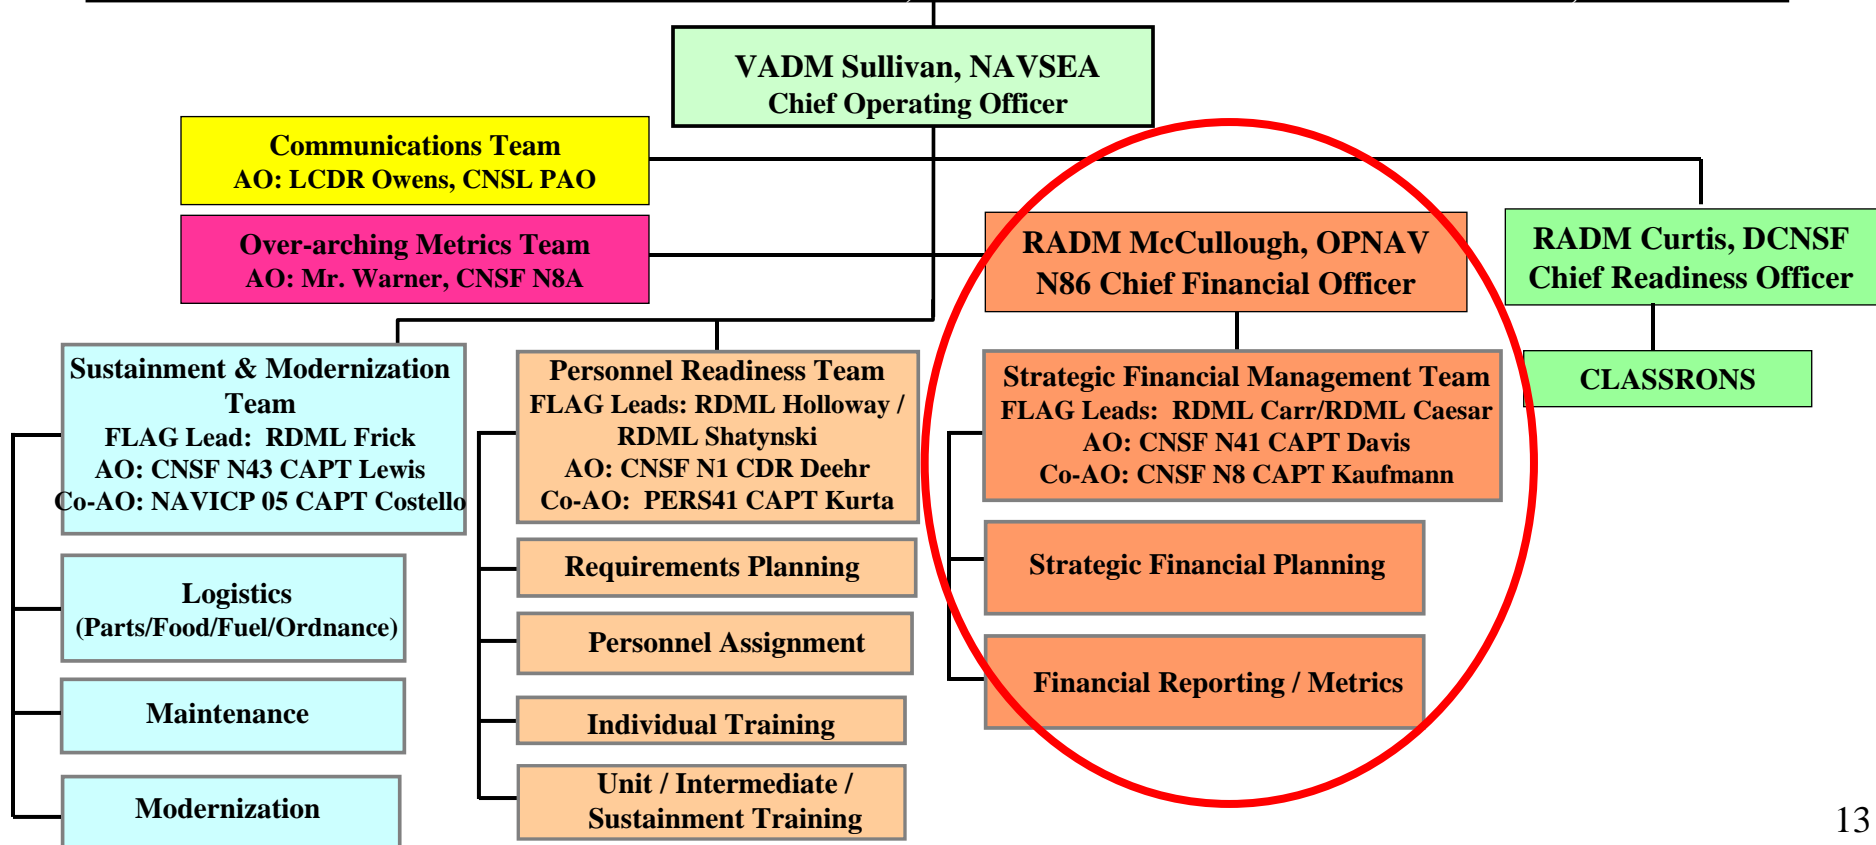 VADM Sullivan, NAVSEA
Chief Operating Officer
Communications Team
AO: LCDR Owens, CNSL PAO
Over-arching Metrics Team
AO: Mr. Warner, CNSF N8A
RADM McCullough, OPNAV
N86 Chief Financial Officer
RADM Curtis, DCNSF
Chief Readiness Officer
Sustainment & Modernization
Team
FLAG Lead: RDML Frick
AO: CNSF N43 CAPT Lewis
Co-AO: NAVICP 05 CAPT Costello
Logistics
(Parts/Food/Fuel/Ordnance)
Maintenance
Modernization
Personnel Readiness Team
FLAG Leads: RDML Holloway /
RDML Shatynski
AO: CNSF N1 CDR Deehr
Co-AO: PERS41 CAPT Kurta
Requirements Planning
Personnel Assignment
Individual Training
Unit / Intermediate /
Sustainment Training
Strategic Financial Management Team
FLAG Leads: RDML Carr/RDML Caesar
AO: CNSF N41 CAPT Davis
Co-AO: CNSF N8 CAPT Kaufmann
Strategic Financial Planning
Financial Reporting / Metrics
CLASSRONS
13